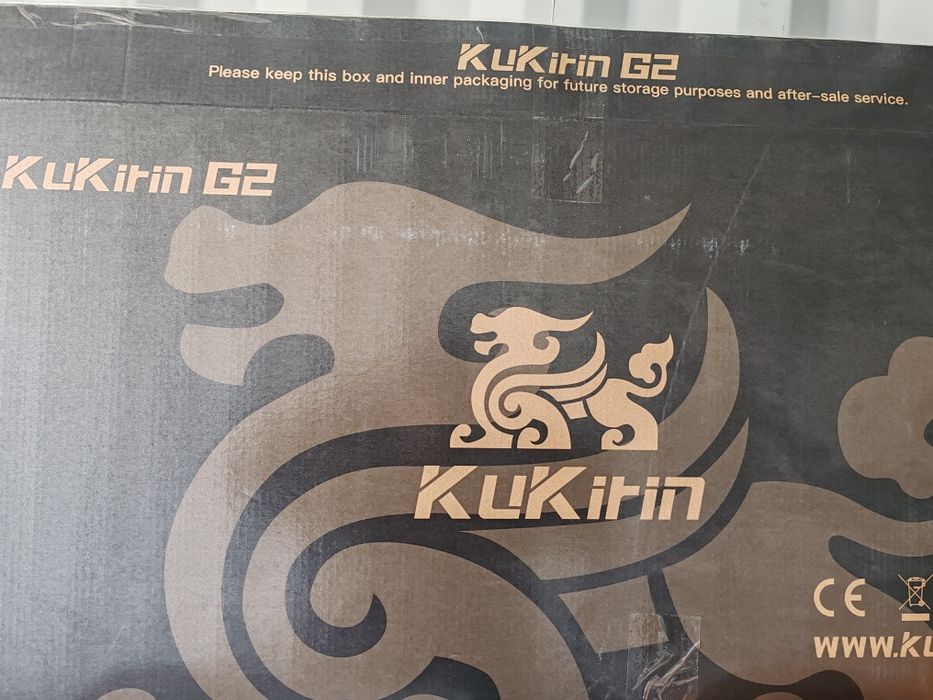 KuKirin G2
Please keep this box and inner packaging for future storage purposes and after-sale service.
KuKirin G2
KuKirin
CE
www.ku